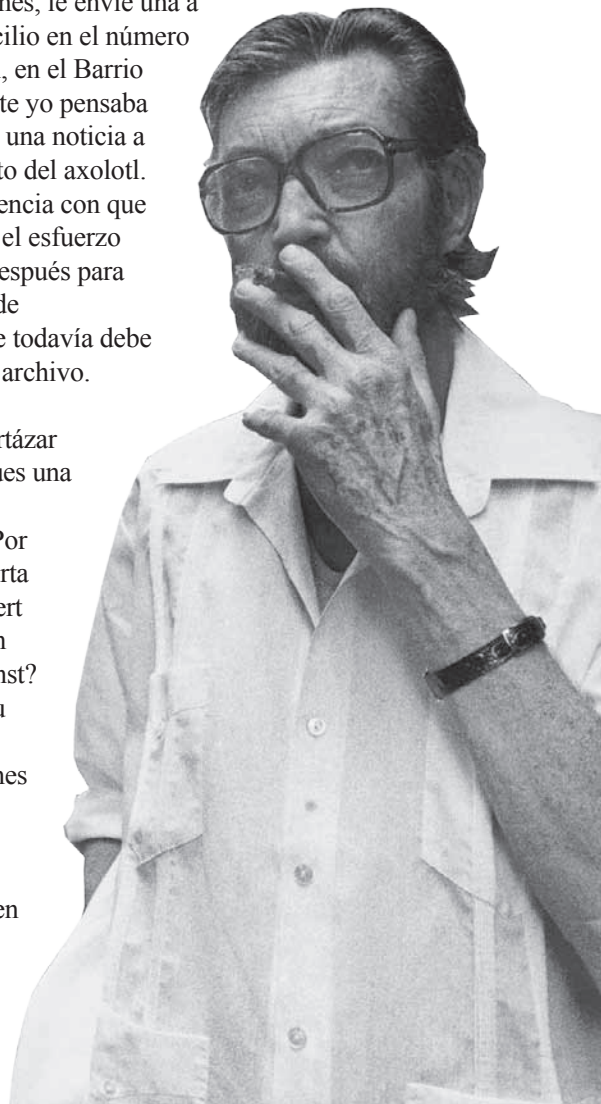 nes, le envié una a
cilio en el número
, en el Barrio
te yo pensaba
una noticia a
to del axolotl.
encia con que
el esfuerzo
espués para
de
e todavía debe
archivo.
rtázar
ues una
Por
rta
ert
n
nst?
u
nes
en